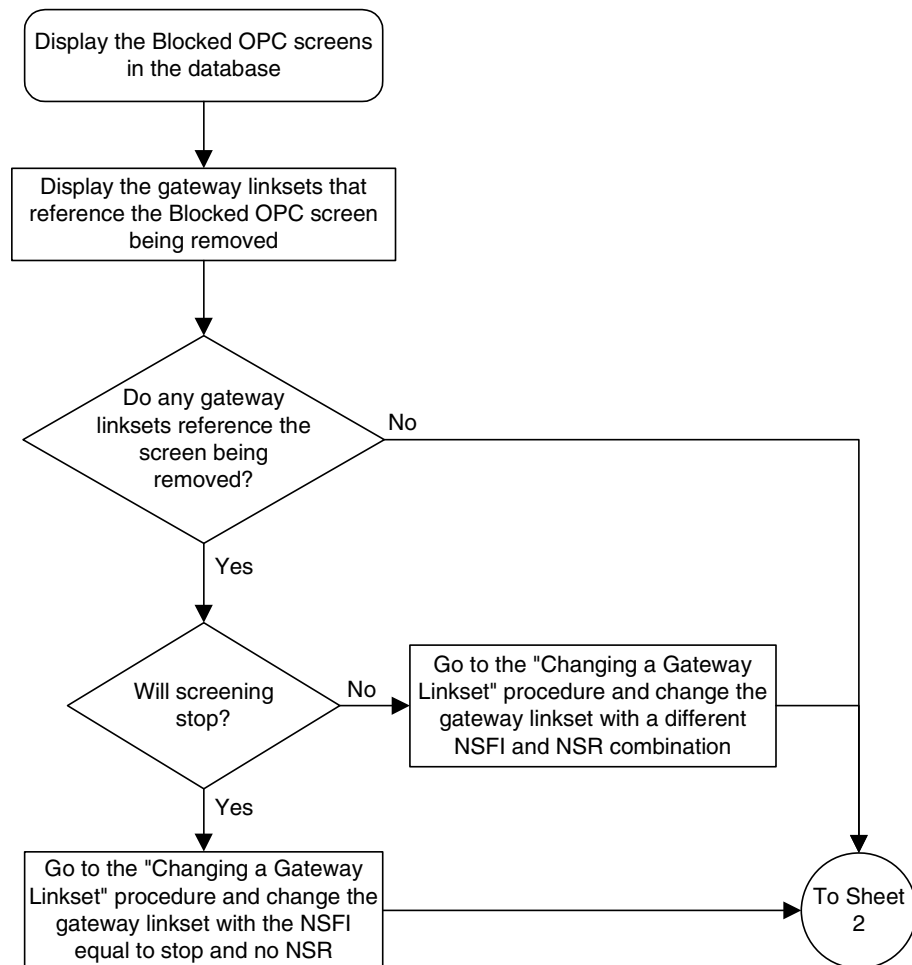 Display the Blocked OPC screens
in the database
Display the gateway linksets that
reference the Blocked OPC screen
being removed
Do any gateway
linksets reference the
screen being
removed?
No
Yes
Will screening
stop?
No
Go to the "Changing a Gateway
Linkset" procedure and change the
gateway linkset with a different
NSFI and NSR combination
Yes
Go to the "Changing a Gateway
Linkset" procedure and change the
gateway linkset with the NSFI
equal to stop and no NSR
To Sheet
2